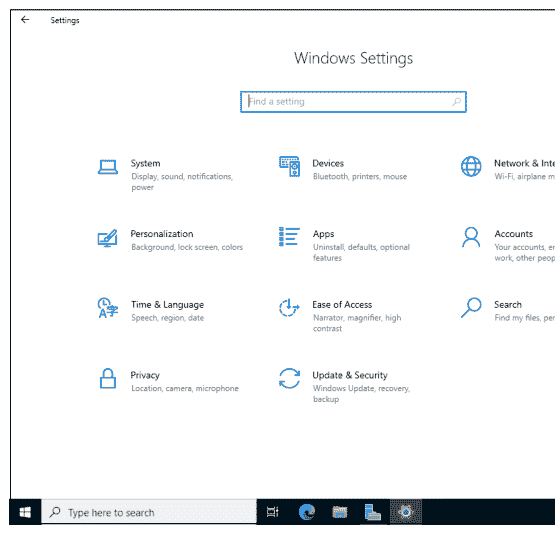 Settings
Windows Settings
Find a setting
System
Display, sound, notifications,
power
Devices
Bluetooth, printers, mouse
Network & Inte
Wi-Fi, airplane m
Personalization
Background, lock screen, colors
Apps
Uninstall, defaults, optional
features
Accounts
Your accounts, em
work, other peop
Time & Language
Speech, region, date
Ease of Access
Narrator, magnifier, high
contrast
Search
Find my files, per
Privacy
Location, camera, microphone
Update & Security
Windows Update, recovery,
backup
Type here to search